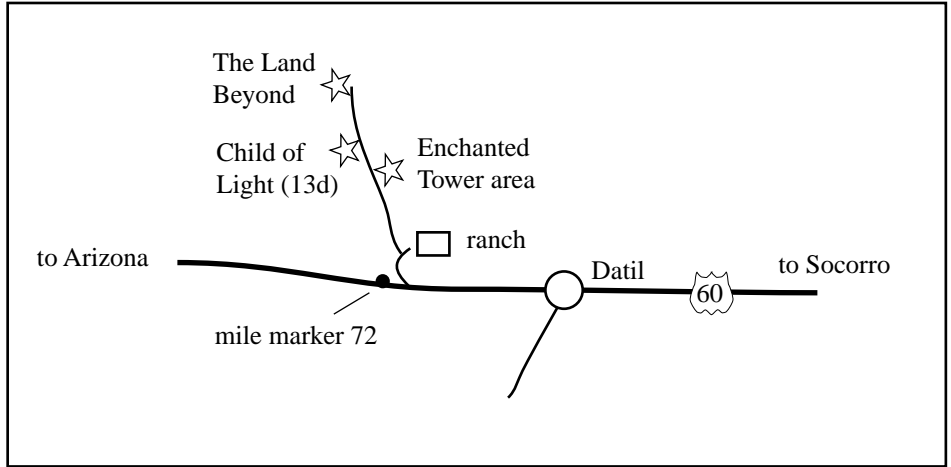 The Land
Beyond
Child of
Light (13d)
Enchanted
Tower area
ranch
to Arizona
Datil
to Socorro
60
mile marker 72